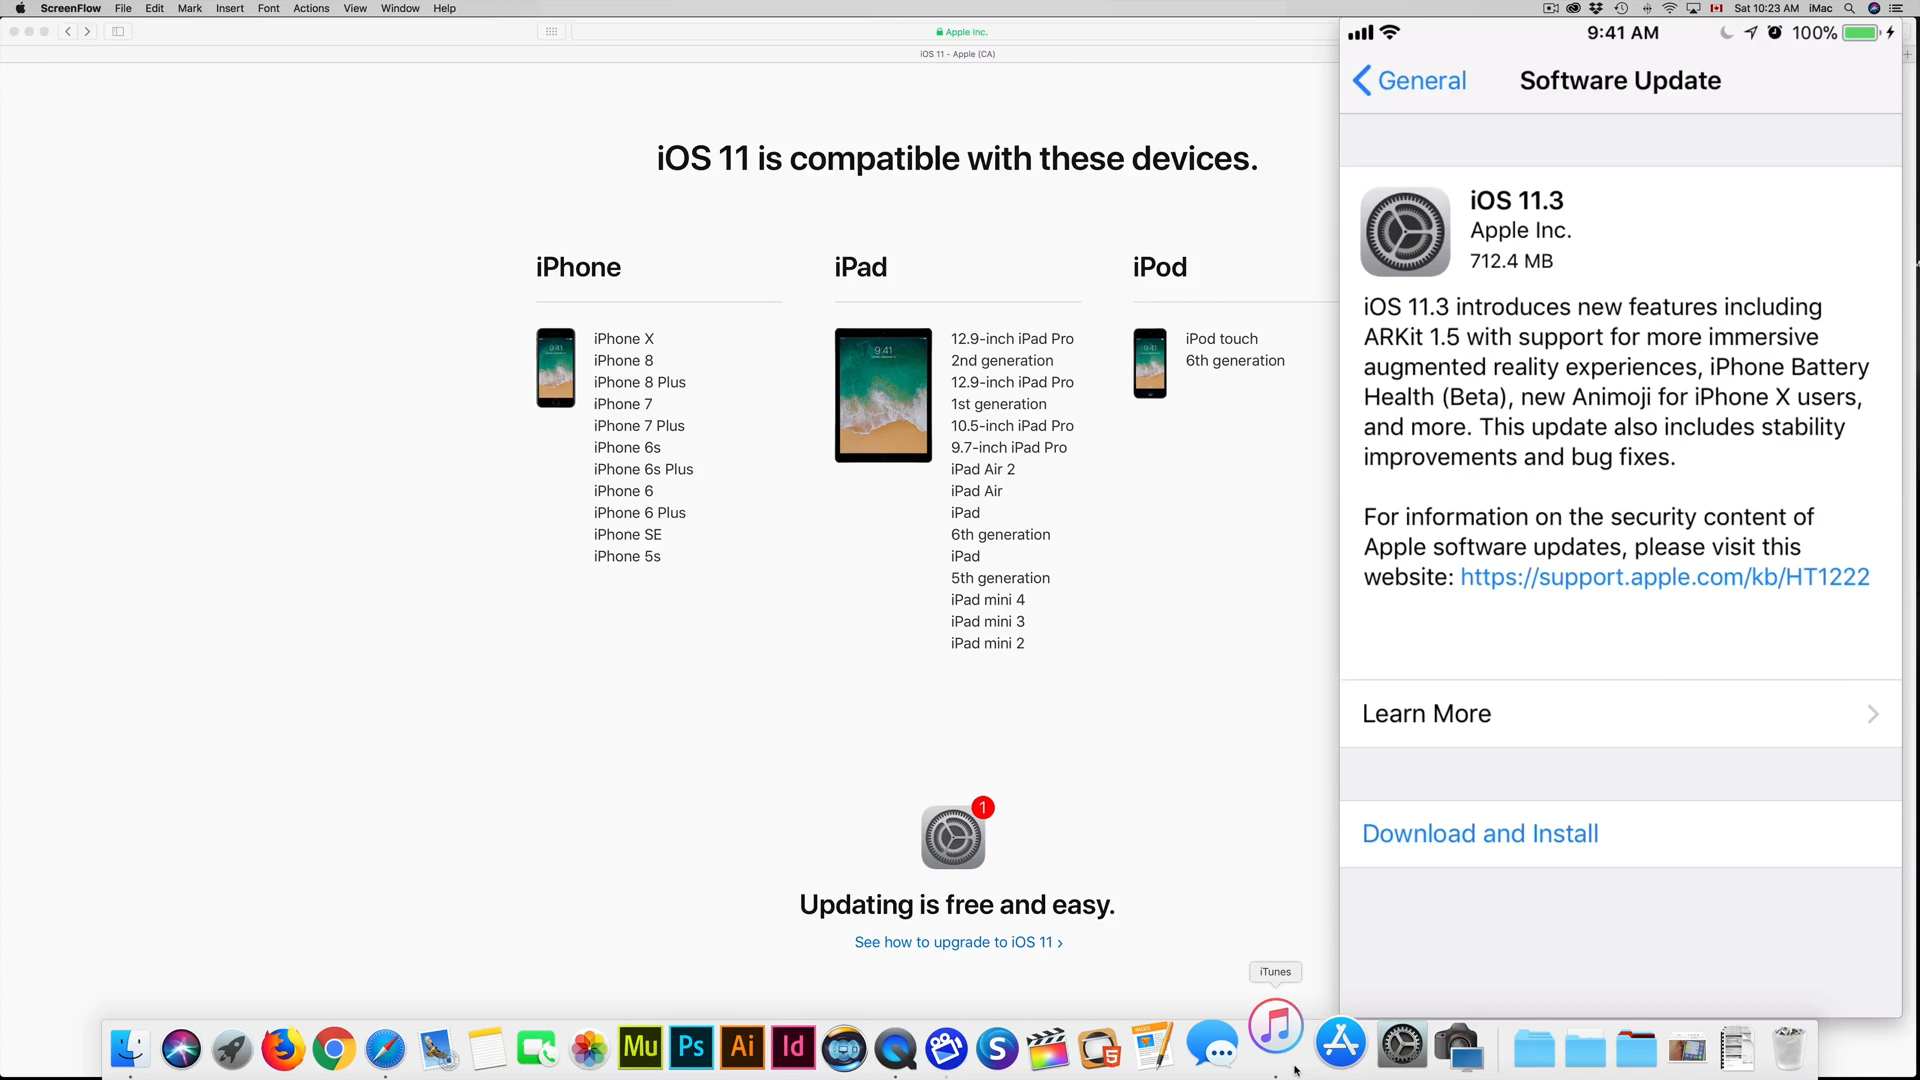 ScreenFlow File Edit Mark Insert Font Actions View Window Help
Sat 10:23 AM iMac
Apple Inc.
iOS 11 - Apple (CA)
iOS 11 is compatible with these devices.
iPhone
iPhone X
iPhone 8
iPhone 8 Plus
iPhone 7
iPhone 7 Plus
iPhone 6s
iPhone 6s Plus
iPhone 6
iPhone 6 Plus
iPhone SE
iPhone 5s
iPad
9:41
12.9-inch iPad Pro
2nd generation
12.9-inch iPad Pro
1st generation
10.5-inch iPad Pro
9.7-inch iPad Pro
iPad Air 2
iPad Air
iPad
6th generation
iPad
5th generation
iPad mini 4
iPad mini 3
iPad mini 2
iPod
iPod touch
6th generation
1
Updating is free and easy.
See how to upgrade to iOS 11 ›
9:41 AM 100%
General
Software Update
iOS 11.3
Apple Inc.
712.4 MB
iOS 11.3 introduces new features including
ARKit 1.5 with support for more immersive
augmented reality experiences, iPhone Battery
Health (Beta), new Animoji for iPhone X users,
and more. This update also includes stability
improvements and bug fixes.
For information on the security content of
Apple software updates, please visit this
website: https://support.apple.com/kb/HT1222
Learn More
Download and Install
iTunes
Mu Ps Ai Id S 5
PAGES